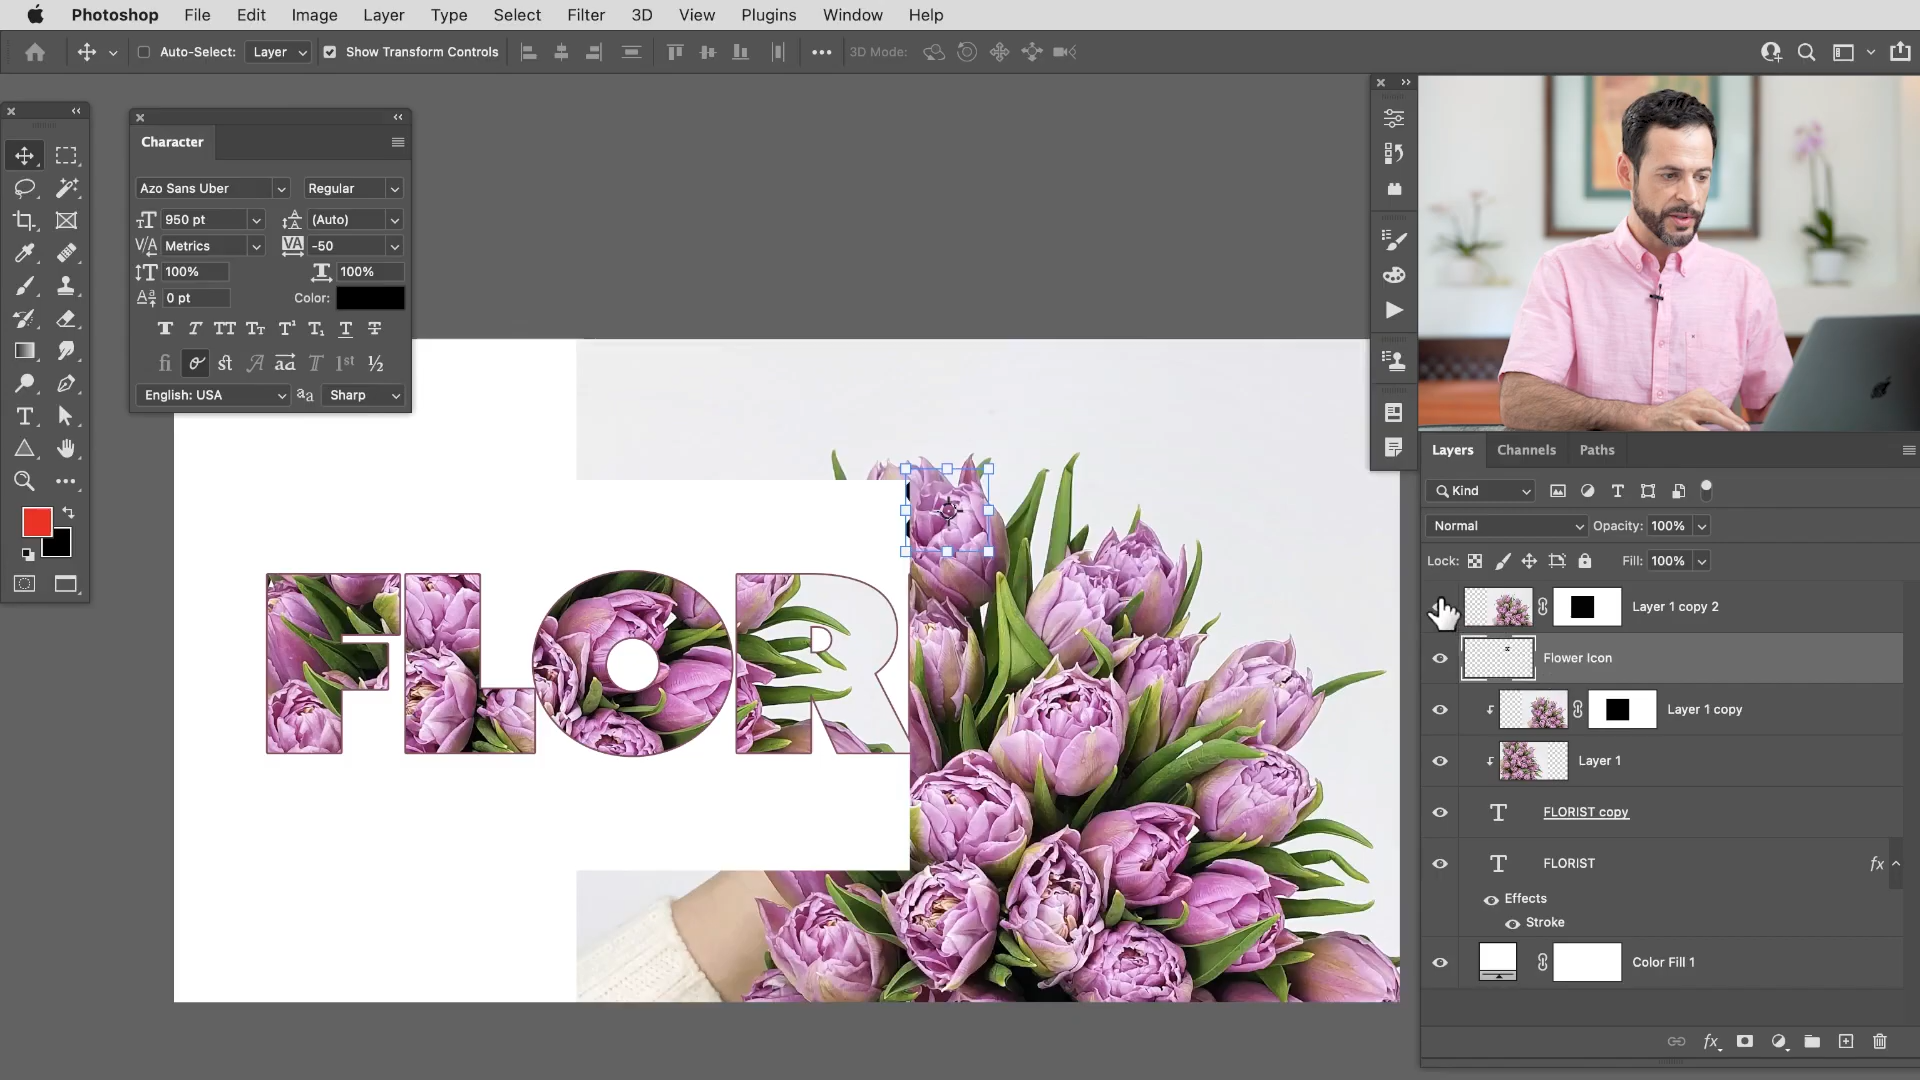 Photoshop File Edit Image Layer Type Select Filter 3D View Plugins Window Help
Auto-Select: Layer Show Transform Controls 3D Mode:
Character
Azo Sans Uber Regular
950 pt (Auto)
Metrics -50
100% 100%
0 pt Color:
English: USA Sharp
FLOR
Layers Channels Paths
Kind
Normal Opacity: 100%
Lock: Fill: 100%
Layer 1 copy 2
Flower Icon
Layer 1 copy
Layer 1
T FLORIST copy
T FLORIST fx
Effects
Stroke
Color Fill 1
fx